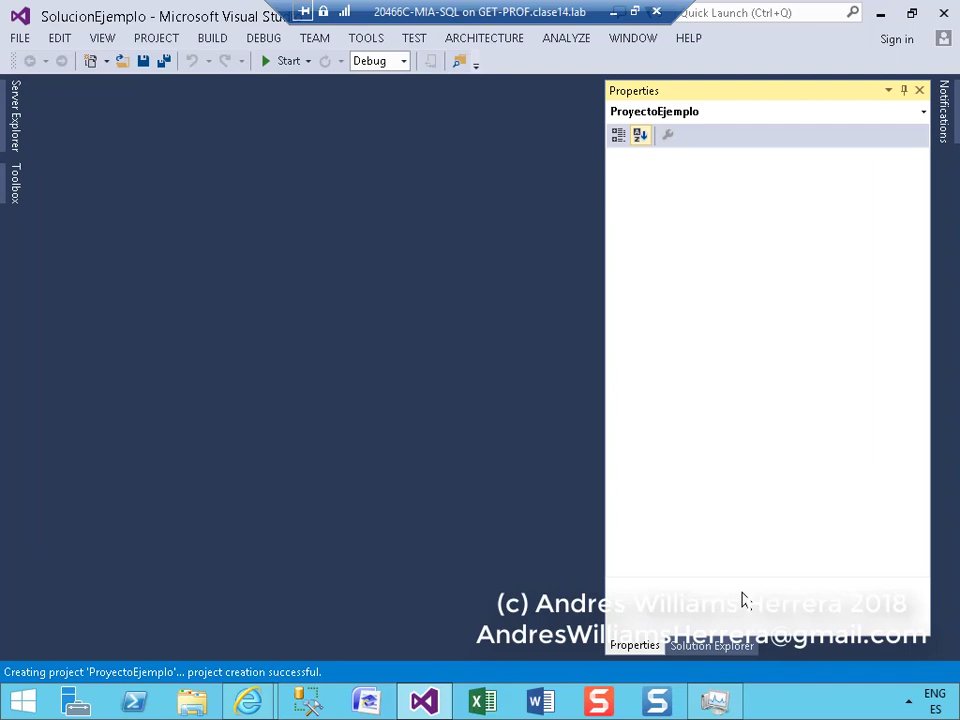 SolucionEjemplo - Microsoft Visual Stu
20466C-MIA-SQL on GET-PROF.clase14.lab
Quick Launch (Ctrl+Q)
FILE EDIT VIEW PROJECT BUILD DEBUG TEAM TOOLS TEST ARCHITECTURE ANALYZE WINDOW HELP
Sign in
Start
Debug
Server Explorer
Toolbox
Properties
ProyectoEjemplo
Notifications
(c) Andres Williams Herrera 2018
AndresWilliamsHerrera@gmail.com
Properties Solution Explorer
Creating project 'ProyectoEjemplo'... project creation successful.
ENG
ES